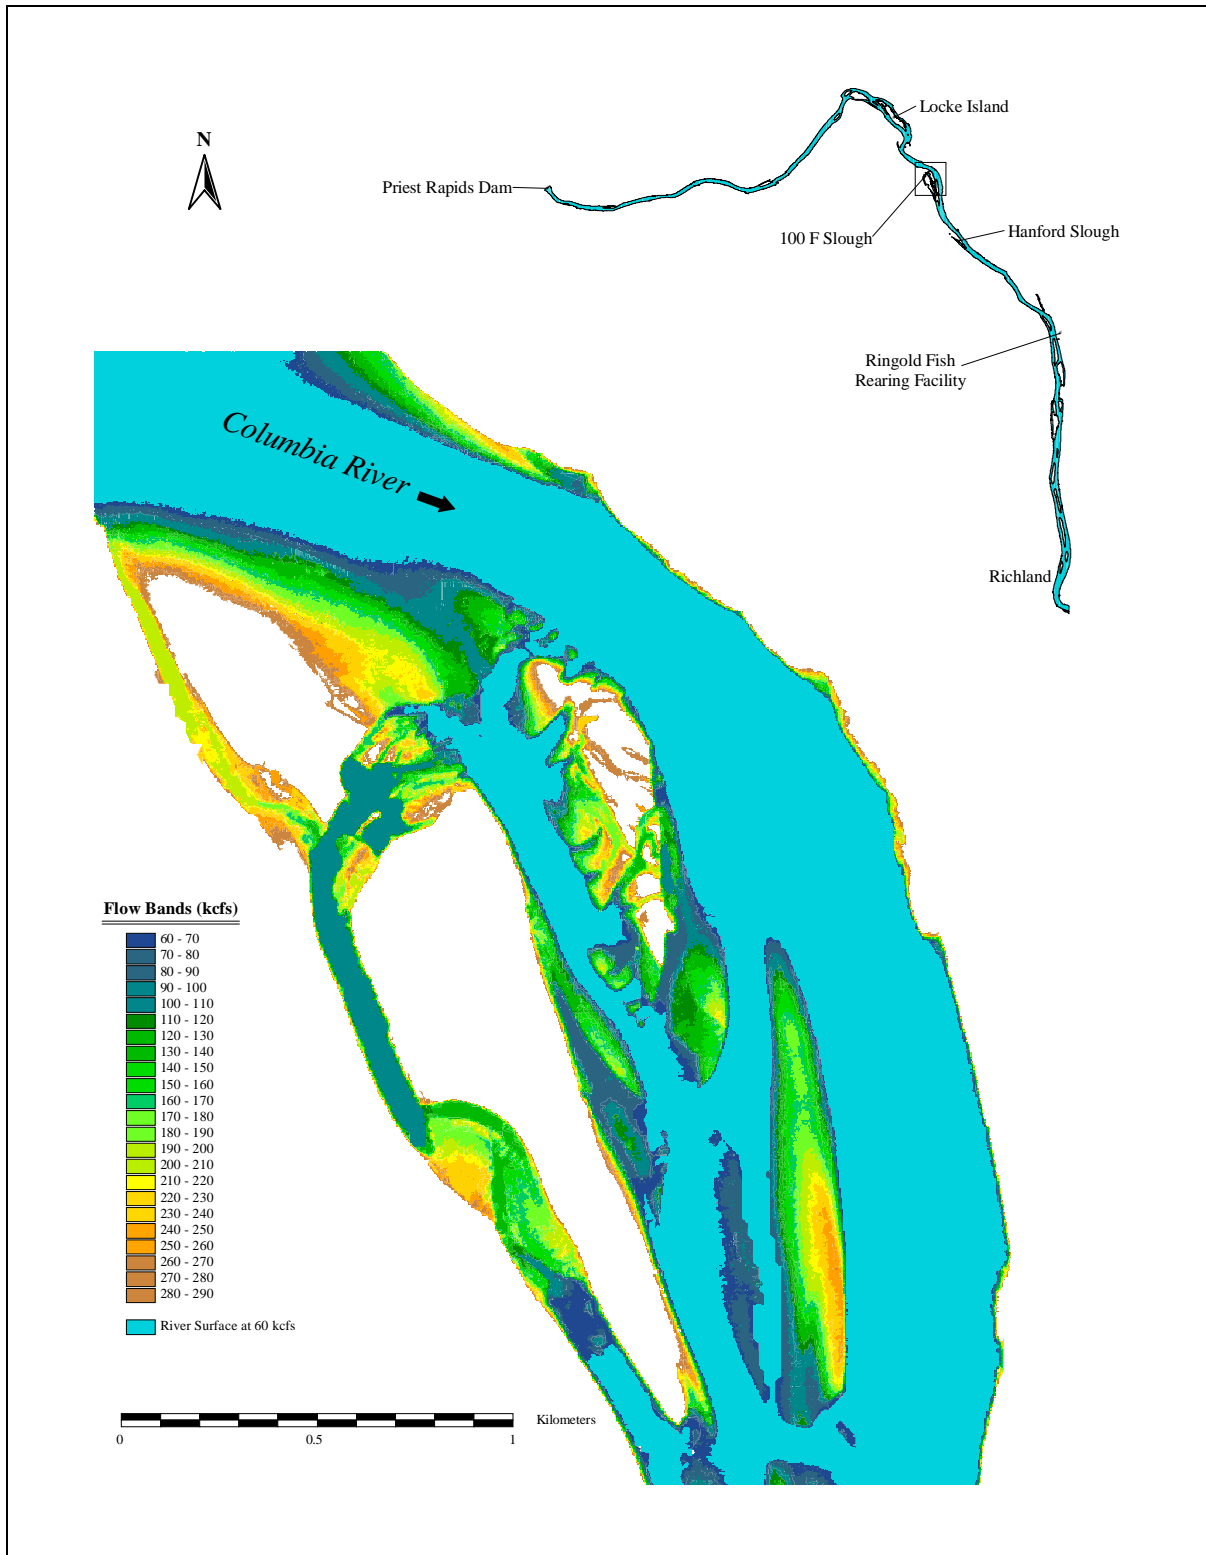 N
Locke Island
Priest Rapids Dam
100 F Slough
Hanford Slough
Ringold Fish
Rearing Facility
Richland
Columbia River
Flow Bands (kcfs)
60 - 70
70 - 80
80 - 90
90 - 100
100 - 110
110 - 120
120 - 130
130 - 140
140 - 150
150 - 160
160 - 170
170 - 180
180 - 190
190 - 200
200 - 210
210 - 220
220 - 230
230 - 240
240 - 250
250 - 260
260 - 270
270 - 280
280 - 290
River Surface at 60 kcfs
Kilometers
0 0.5 1